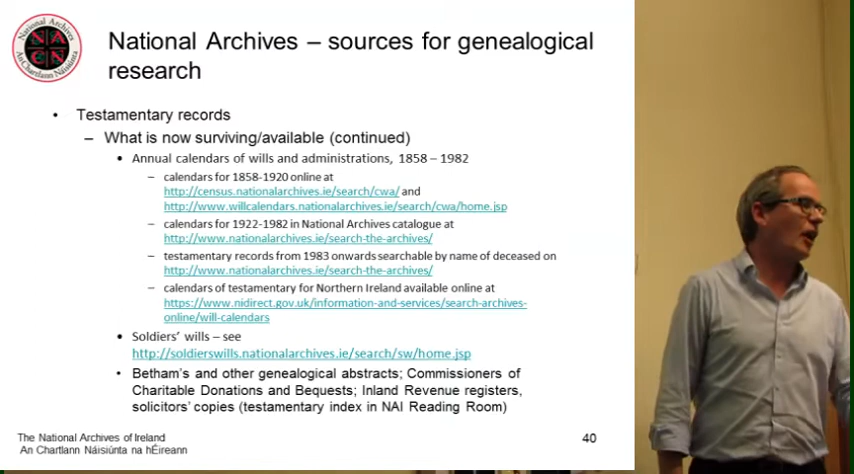 National Archives – sources for genealogical
research
• Testamentary records
– What is now surviving/available (continued)
• Annual calendars of wills and administrations, 1858 – 1982
– calendars for 1858-1920 online at
http://census.nationalarchives.ie/search/cwa/ and
http://www.willcalendars.nationalarchives.ie/search/cwa/home.jsp
– calendars for 1922-1982 in National Archives catalogue at
http://www.nationalarchives.ie/search-the-archives/
– testamentary records from 1983 onwards searchable by name of deceased on
http://www.nationalarchives.ie/search-the-archives/
– calendars of testamentary for Northern Ireland available online at
https://www.nidirect.gov.uk/information-and-services/search-archives-
online/will-calendars
• Soldiers' wills – see
http://soldierswills.nationalarchives.ie/search/sw/home.jsp
• Betham's and other genealogical abstracts; Commissioners of
Charitable Donations and Bequests; Inland Revenue registers,
solicitors' copies (testamentary index in NAI Reading Room)
The National Archives of Ireland
An Chartlann Náisiúnta na hÉireann
40